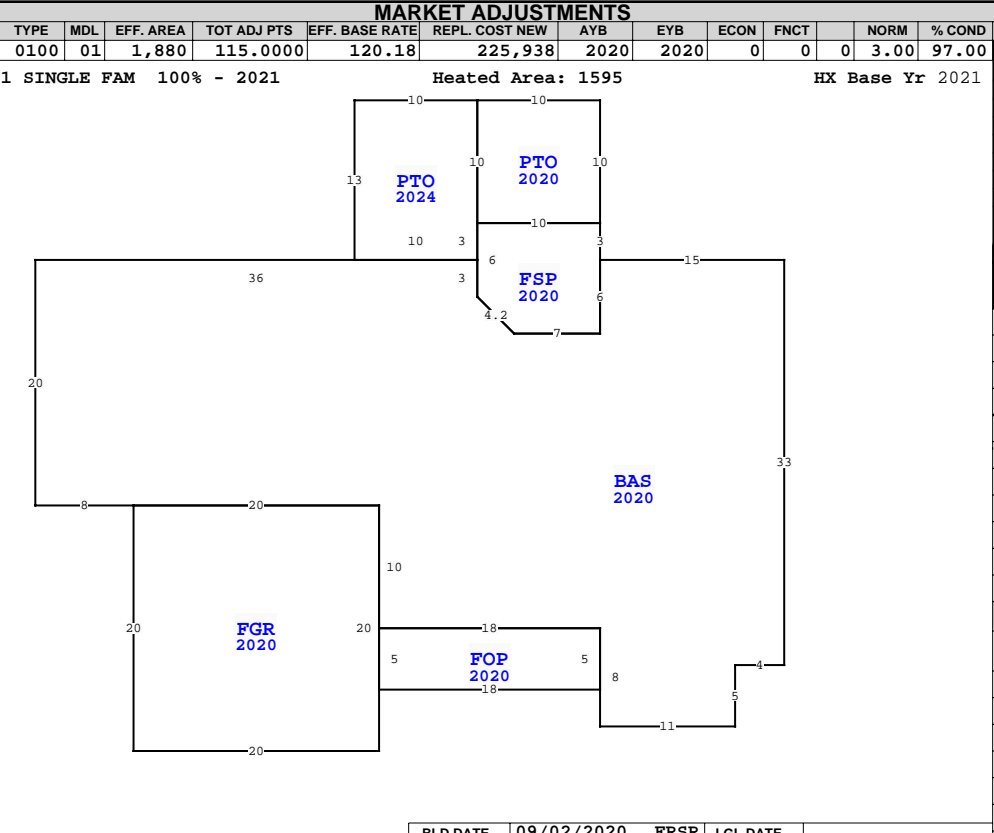 MARKET ADJUSTMENTS
TYPE MDL EFF. AREA TOT ADJ PTS EFF. BASE RATE REPL. COST NEW AYB EYB ECON FNCT NORM % COND
0100 01 1,880 115.0000 120.18 225,938 2020 2020 0 0 0 3.00 97.00
1 SINGLE FAM 100% - 2021 Heated Area: 1595 HX Base Yr 2021
10 10
13 PTO 2024 10 PTO 2020 10
10
10 3 3
36 3 6 FSP 2020 6 15
4.2
7
20
33
BAS
2020
8 20
10
20 FGR 2020 20 18
5 FOP 2020 5
8
18
4
5
11
20
BLD DATE 09/02/2020 FRSR LGL DATE